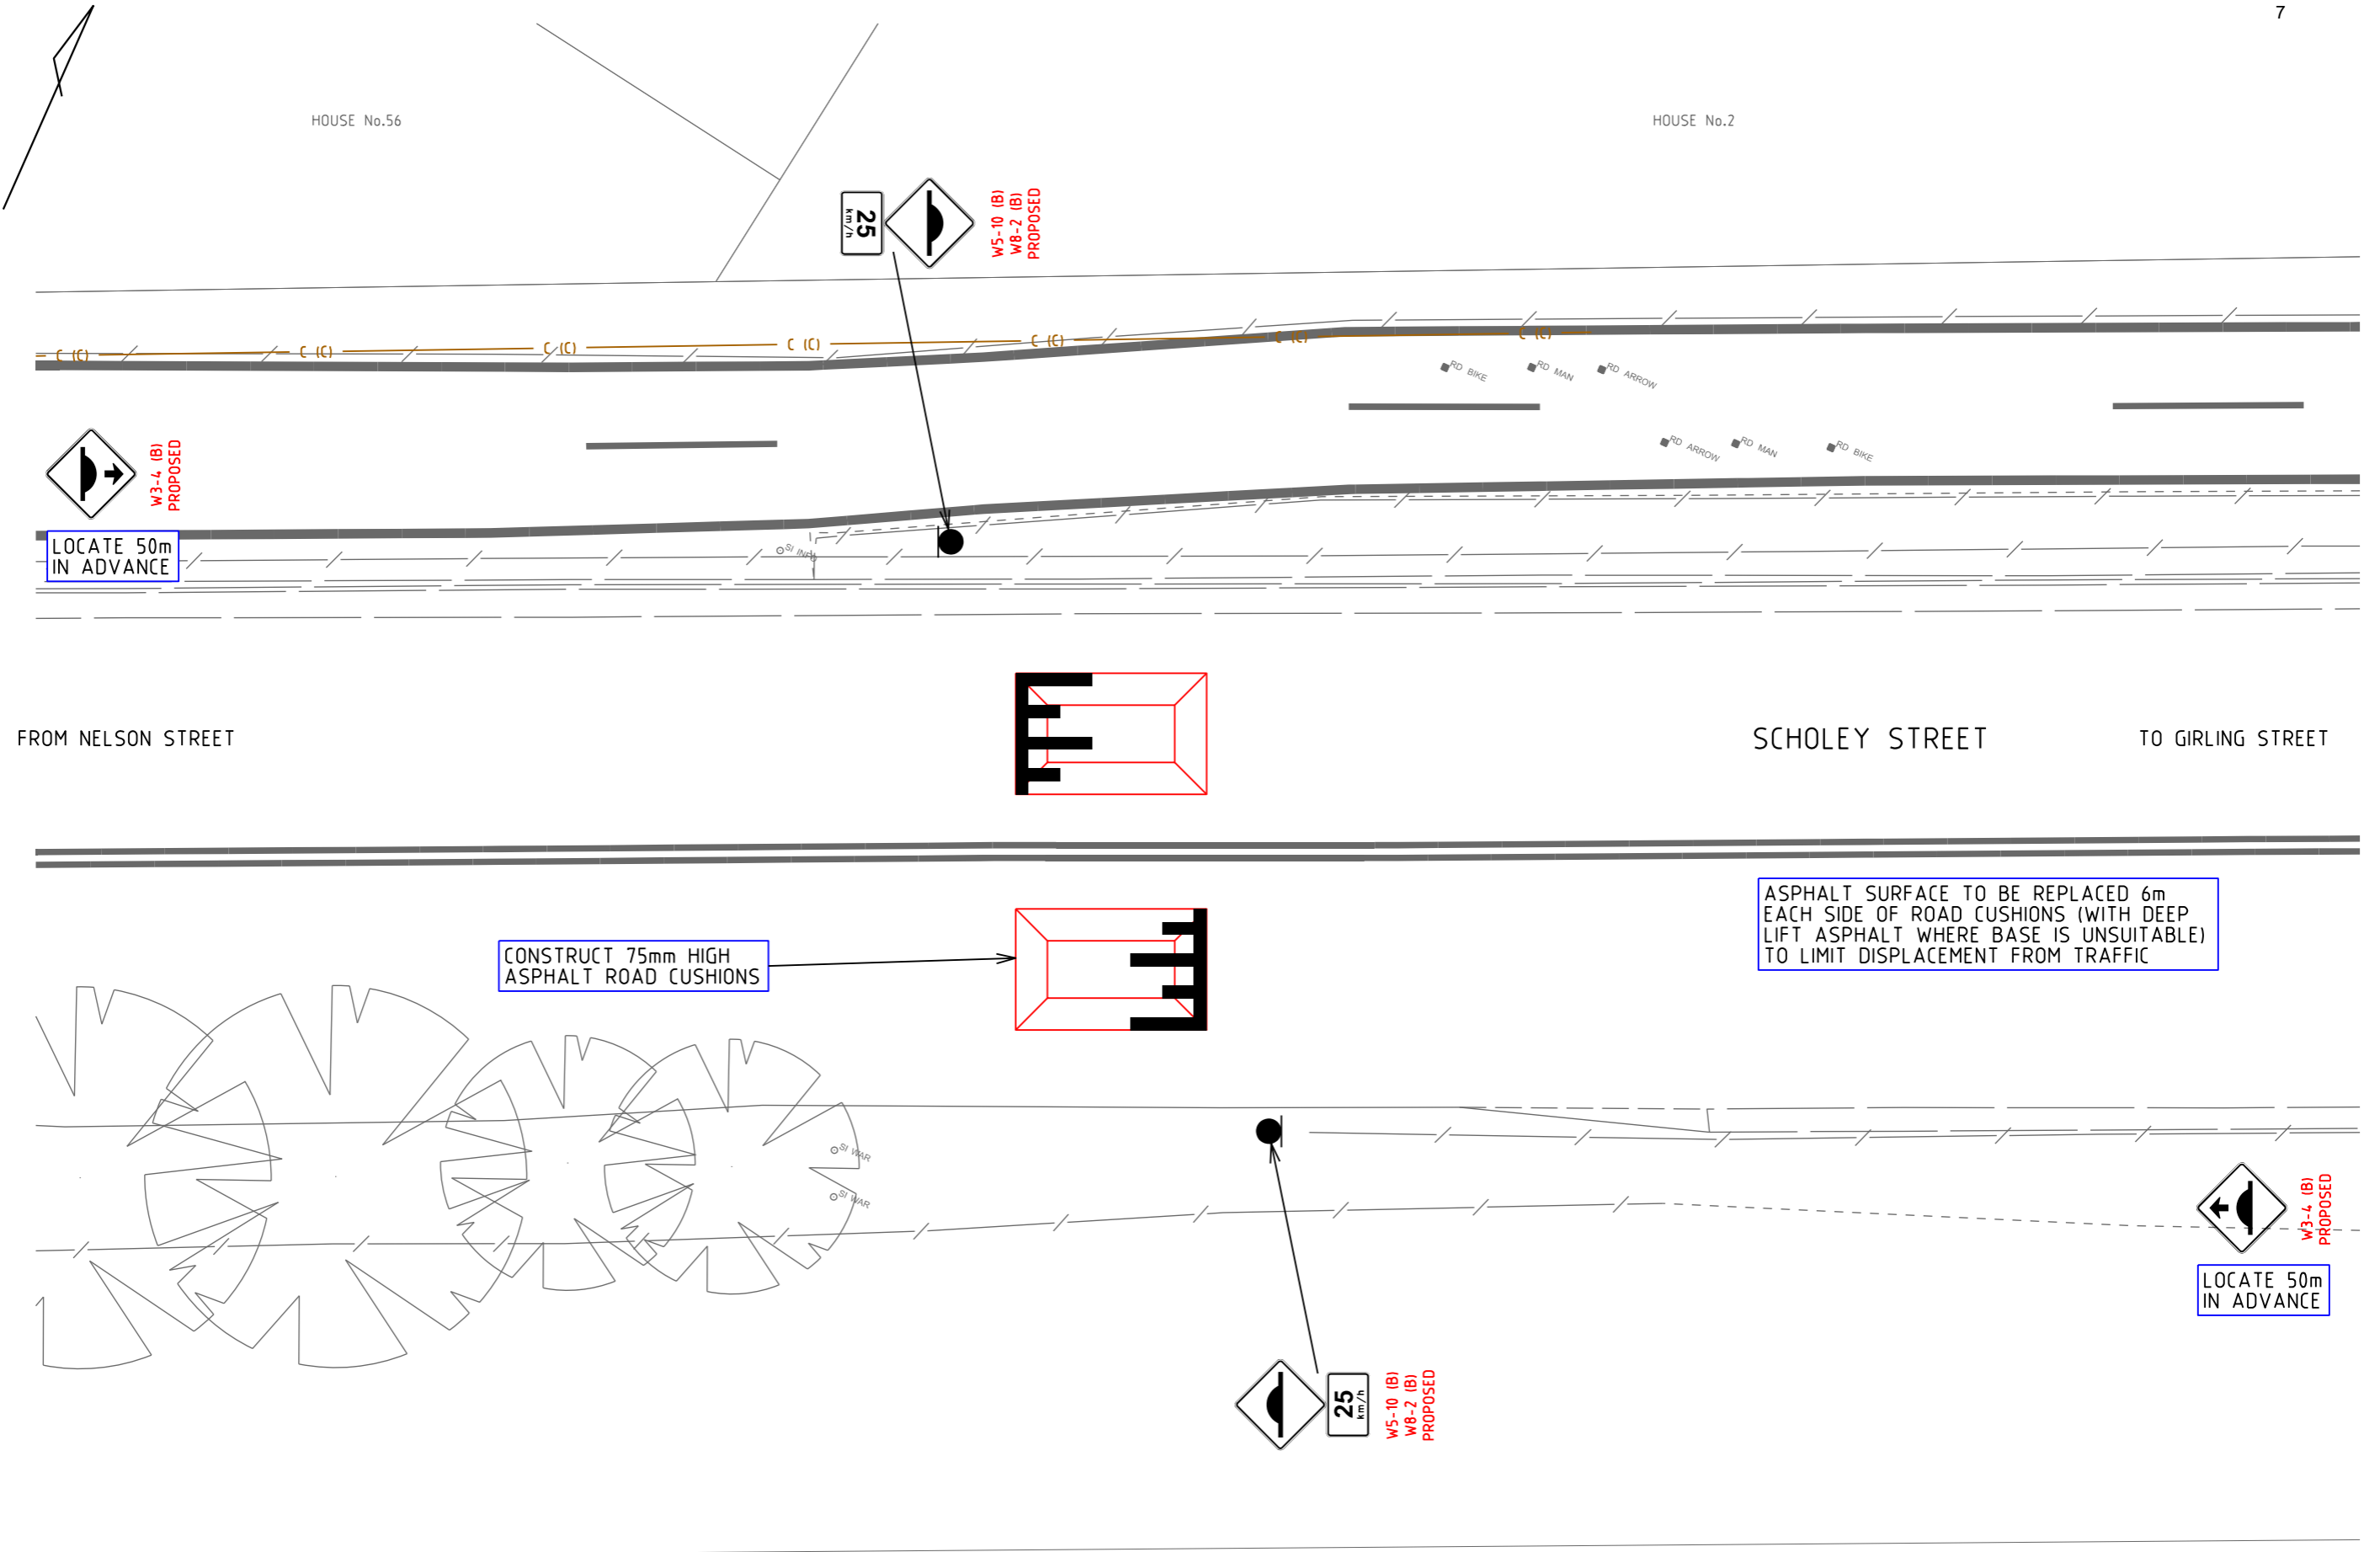 7
HOUSE No.56
HOUSE No.2
25
km/h
W5-10 (B)
W8-2 (B)
PROPOSED
C (C)
C (C)
C (C)
C (C)
C (C)
C (C)
C (C)
RD BIKE
RD MAN
RD ARROW
RD ARROW
RD MAN
RD BIKE
W3-4 (B)
PROPOSED
LOCATE 50m
IN ADVANCE
SI INFO
FROM NELSON STREET
SCHOLEY STREET
TO GIRLING STREET
ASPHALT SURFACE TO BE REPLACED 6m
EACH SIDE OF ROAD CUSHIONS (WITH DEEP
LIFT ASPHALT WHERE BASE IS UNSUITABLE)
TO LIMIT DISPLACEMENT FROM TRAFFIC
CONSTRUCT 75mm HIGH
ASPHALT ROAD CUSHIONS
SI WAR
SI WAR
W3-4 (B)
PROPOSED
LOCATE 50m
IN ADVANCE
25
km/h
W5-10 (B)
W8-2 (B)
PROPOSED